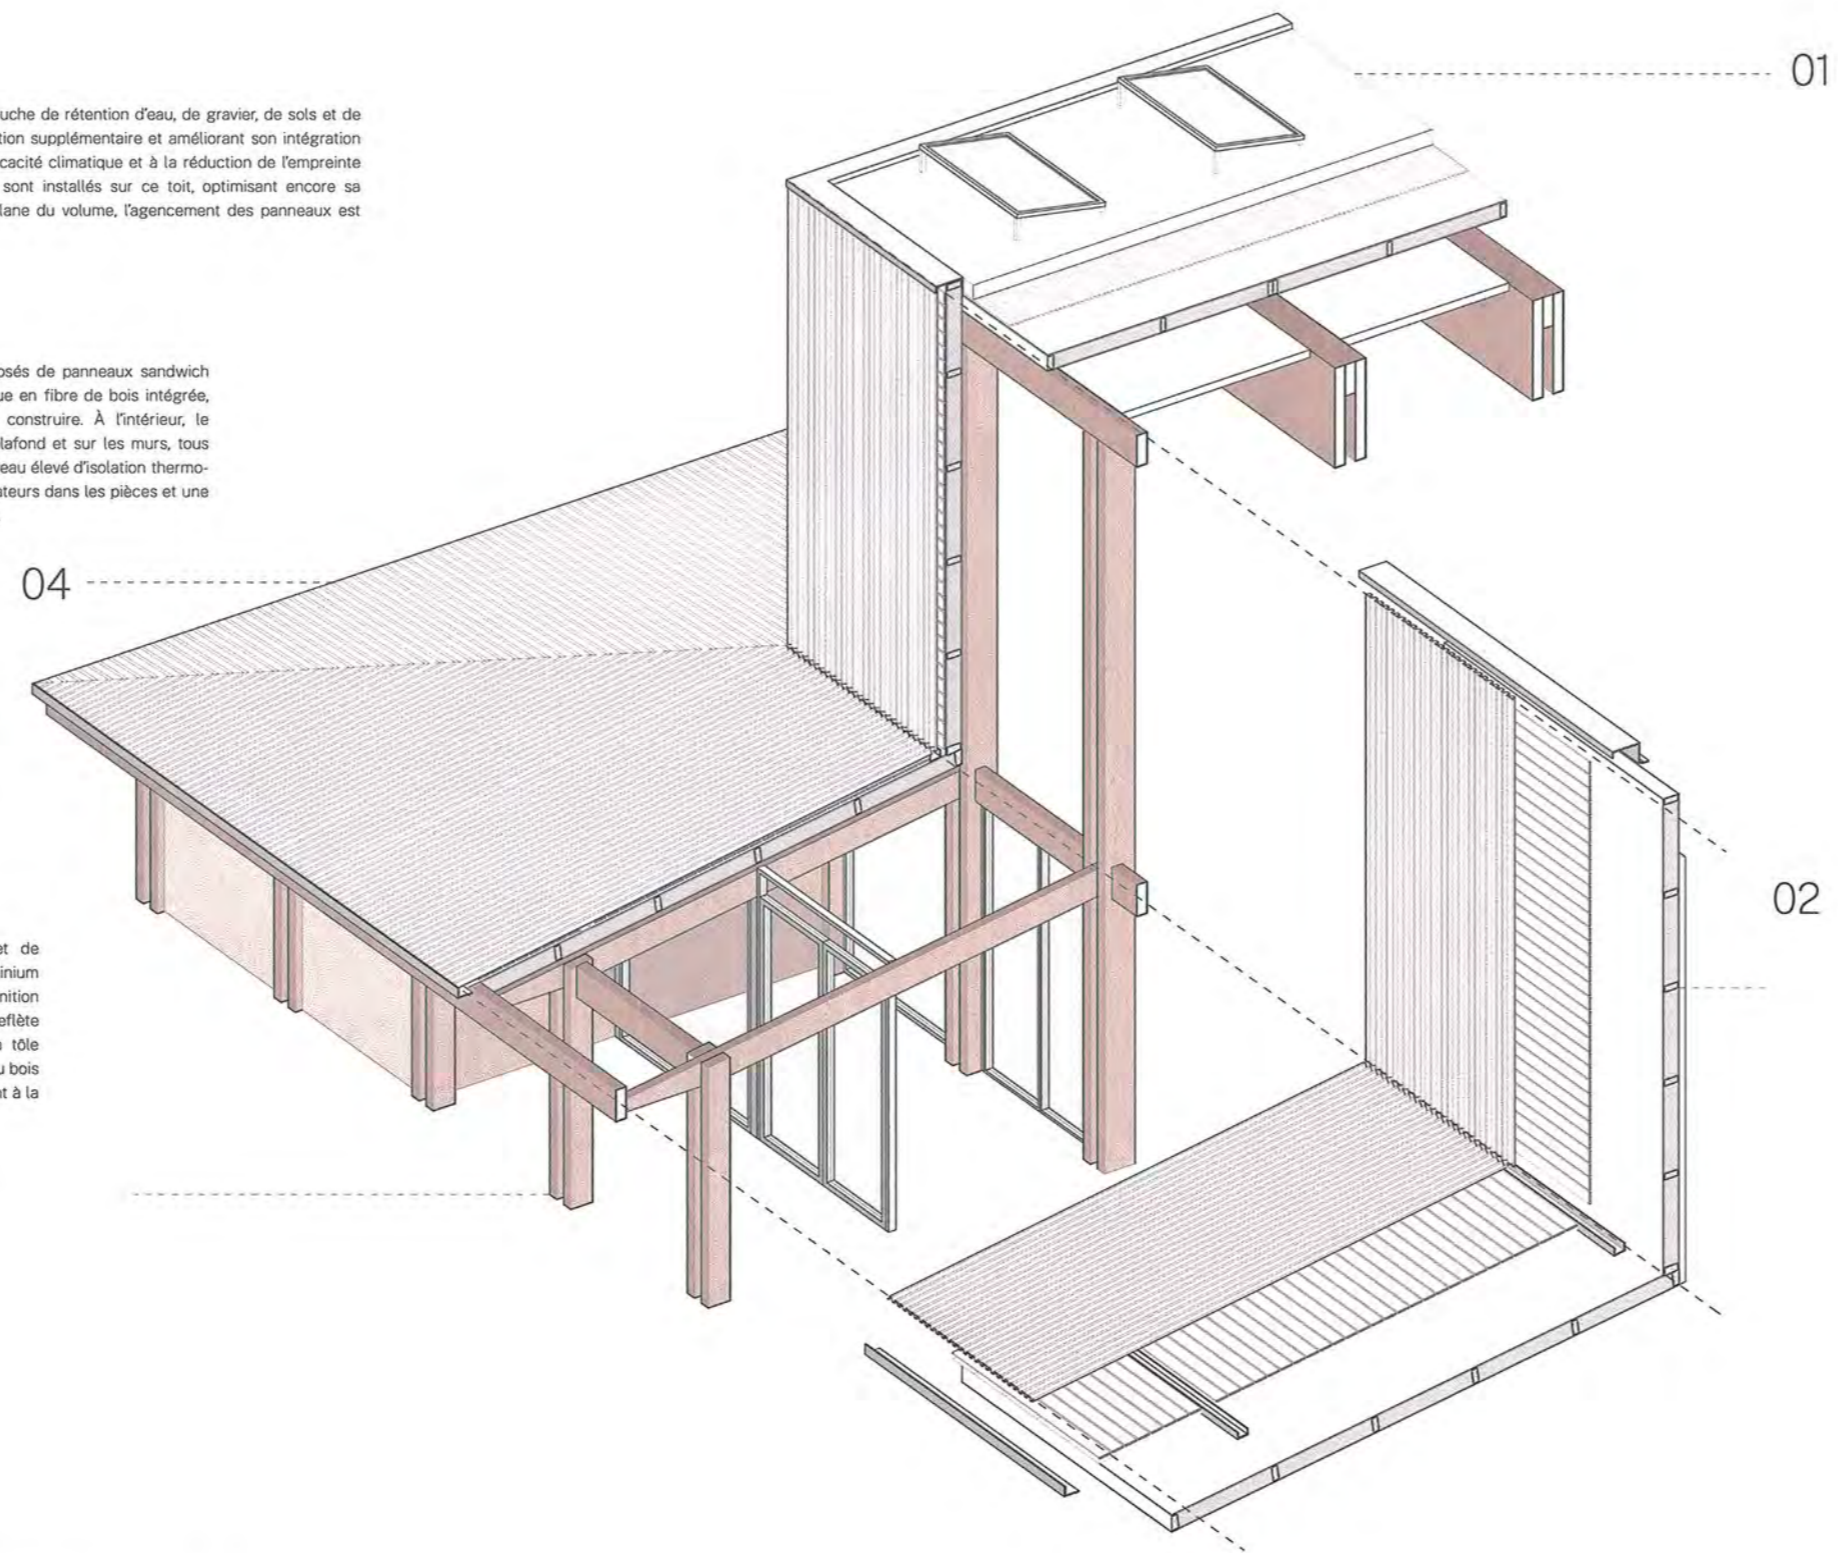 uche de rétention d'eau, de gravier, de sols et de
tion supplémentaire et améliorant son intégration
cacité climatique et à la réduction de l'empreinte
sont installés sur ce toit, optimisant encore sa
lane du volume, l'agencement des panneaux est
01
osés de panneaux sandwich
ue en fibre de bois intégrée,
construire. À l'intérieur, le
lafond et sur les murs, tous
eau élevé d'isolation thermo-
ateurs dans les pièces et une
04
02
et de
inium
nition
eflète
tôle
u bois
nt à la